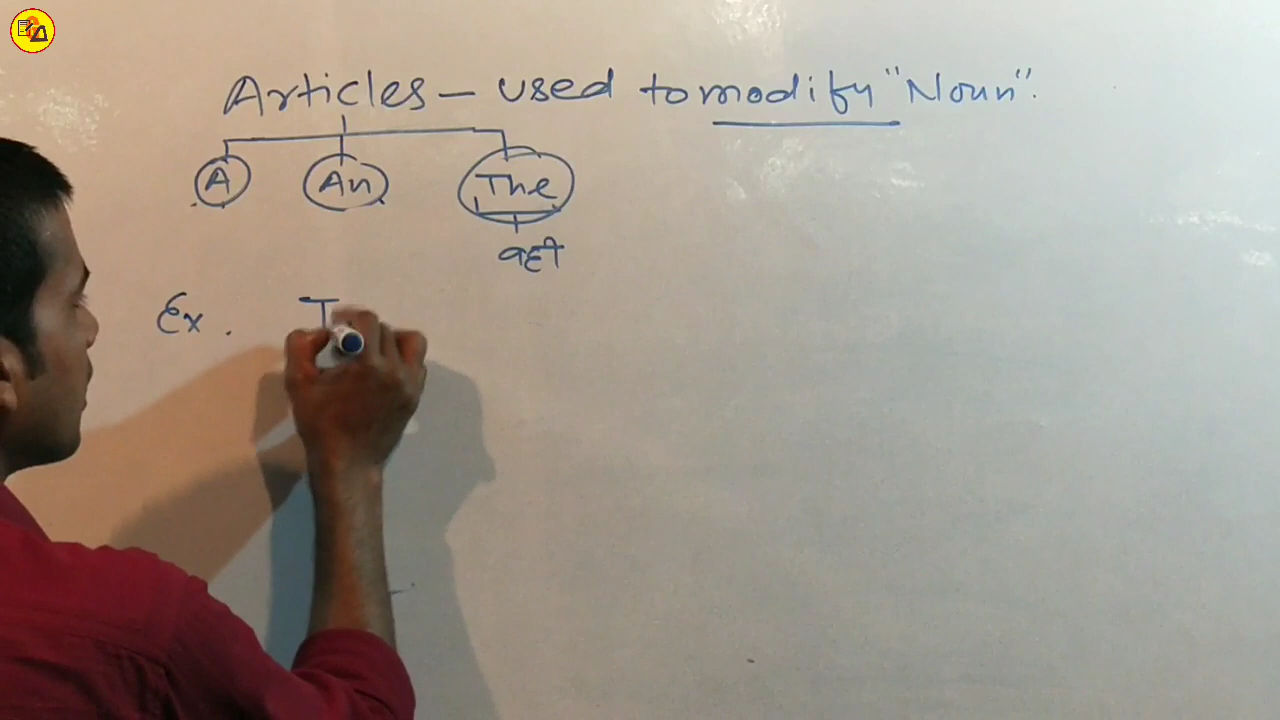 Articles – used to modify "Noun".
A An The
वही
Ex. T